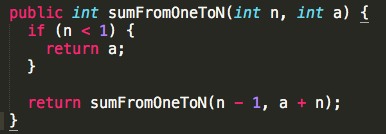 public int sumFromOneToN(int n, int a) {
  if (n < 1) {
    return a;
  }

  return sumFromOneToN(n - 1, a + n);
}